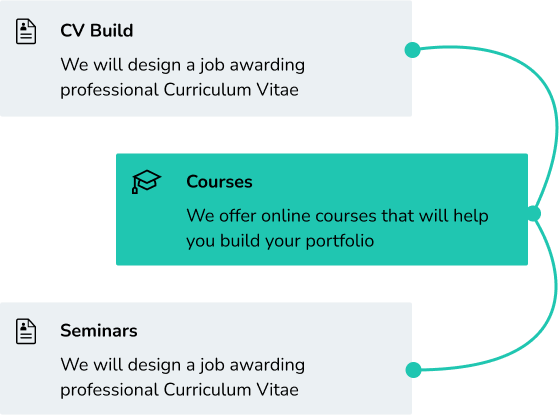 CV Build
We will design a job awarding
professional Curriculum Vitae
Courses
We offer online courses that will help
you build your portfolio
Seminars
We will design a job awarding
professional Curriculum Vitae